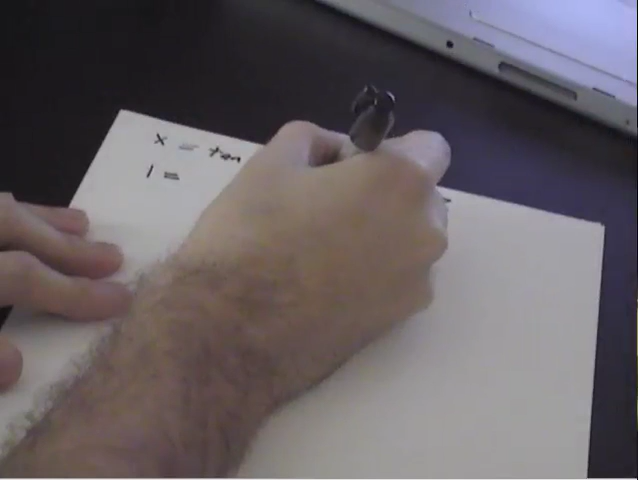 x = tan
1 =